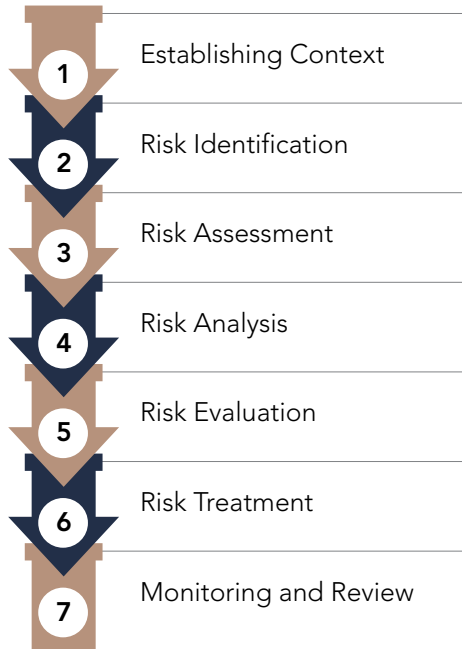 1 Establishing Context
2 Risk Identification
3 Risk Assessment
4 Risk Analysis
5 Risk Evaluation
6 Risk Treatment
7 Monitoring and Review